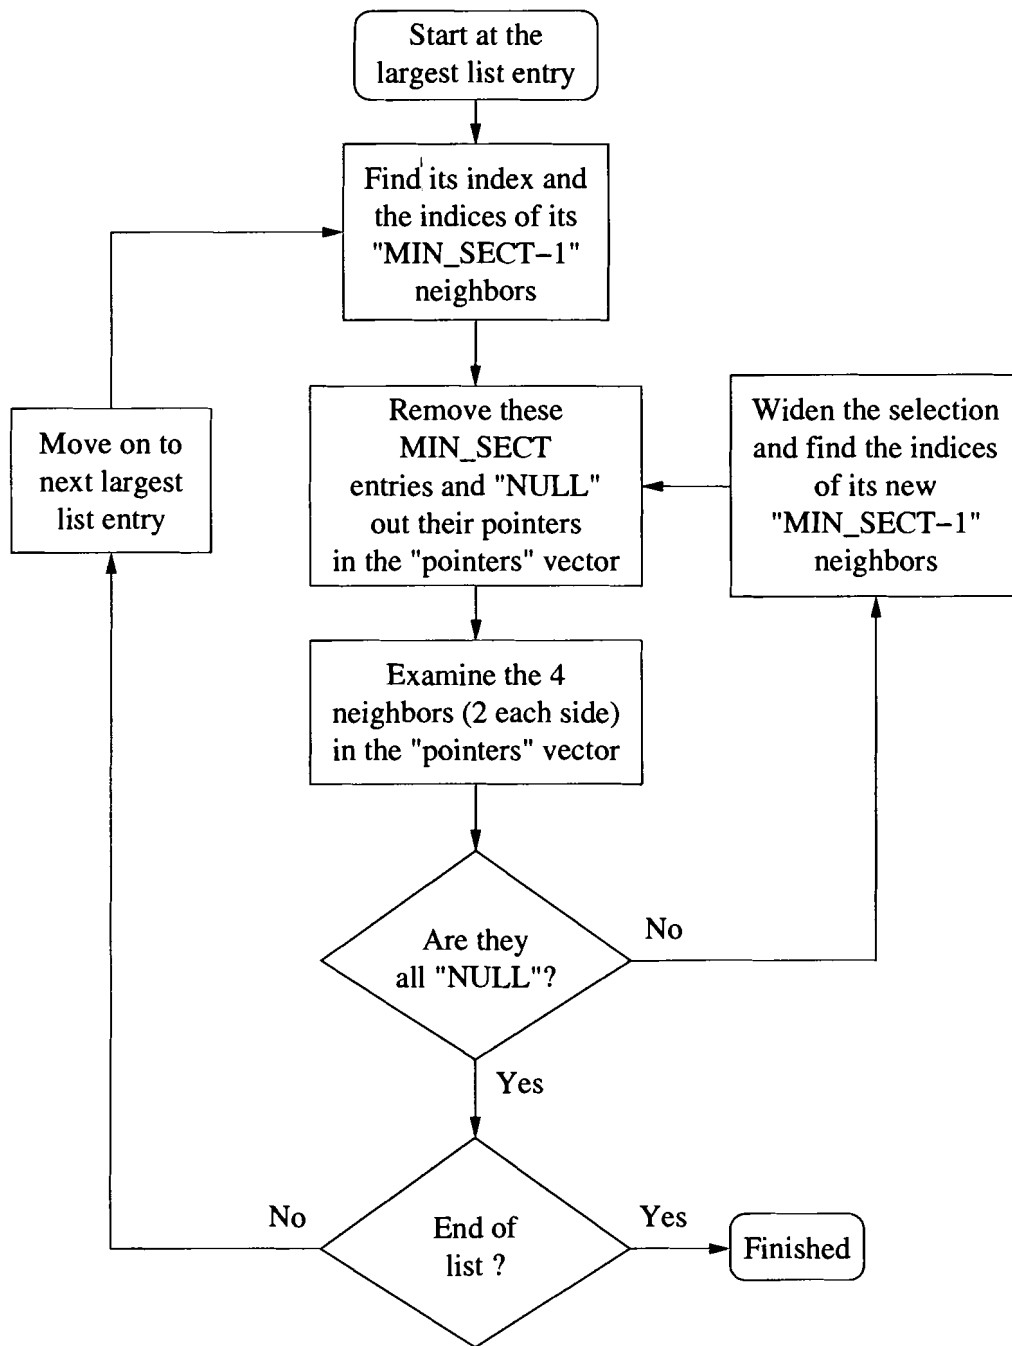 Start at the
largest list entry
Find its index and
the indices of its
"MIN_SECT−1"
neighbors
Remove these
MIN_SECT
entries and "NULL"
out their pointers
in the "pointers" vector
Widen the selection
and find the indices
of its new
"MIN_SECT−1"
neighbors
Move on to
next largest
list entry
Examine the 4
neighbors (2 each side)
in the "pointers" vector
Are they
all "NULL"?
No
Yes
End of
list ?
No
Yes
Finished